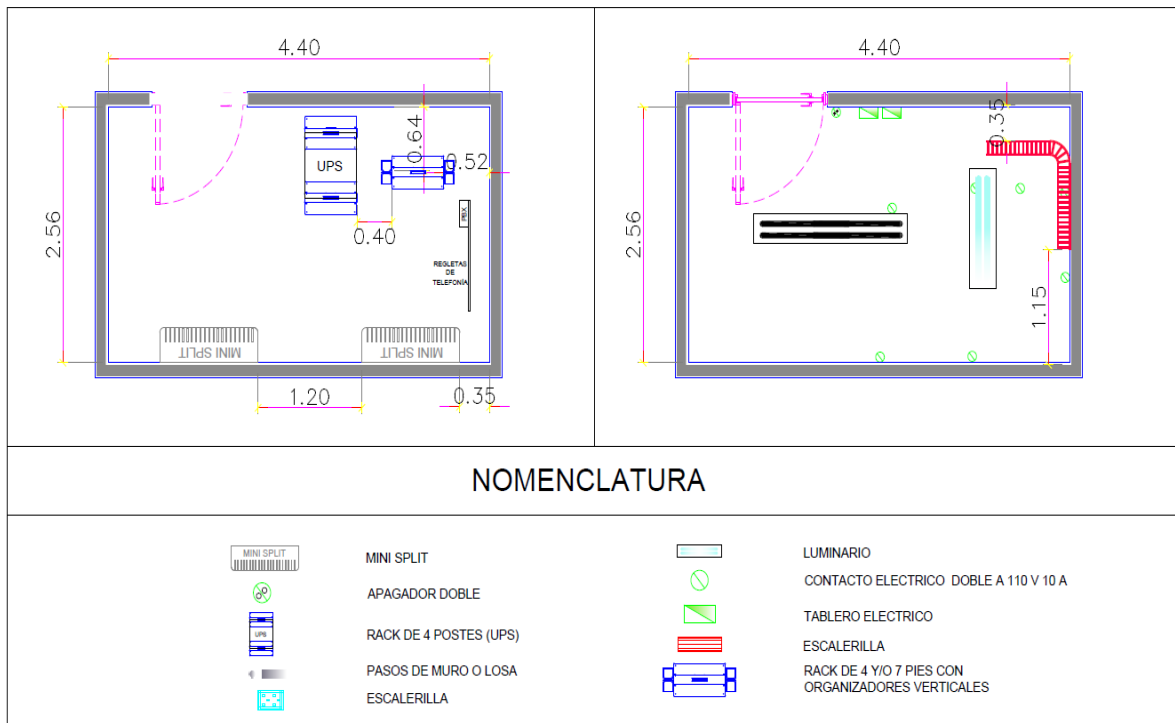 4.40
0.64
UPS
0.52
0.40
2.56
PBX
REGLETAS
DE
TELEFONÍA
MINI SPLIT
MINI SPLIT
1.20
0.35
4.40
0.35
2.56
1.15
NOMENCLATURA
MINI SPLIT
MINI SPLIT
APAGADOR DOBLE
UPS
RACK DE 4 POSTES (UPS)
PASOS DE MURO O LOSA
ESCALERILLA
LUMINARIO
CONTACTO ELECTRICO DOBLE A 110 V 10 A
TABLERO ELECTRICO
ESCALERILLA
RACK DE 4 Y/O 7 PIES CON
ORGANIZADORES VERTICALES